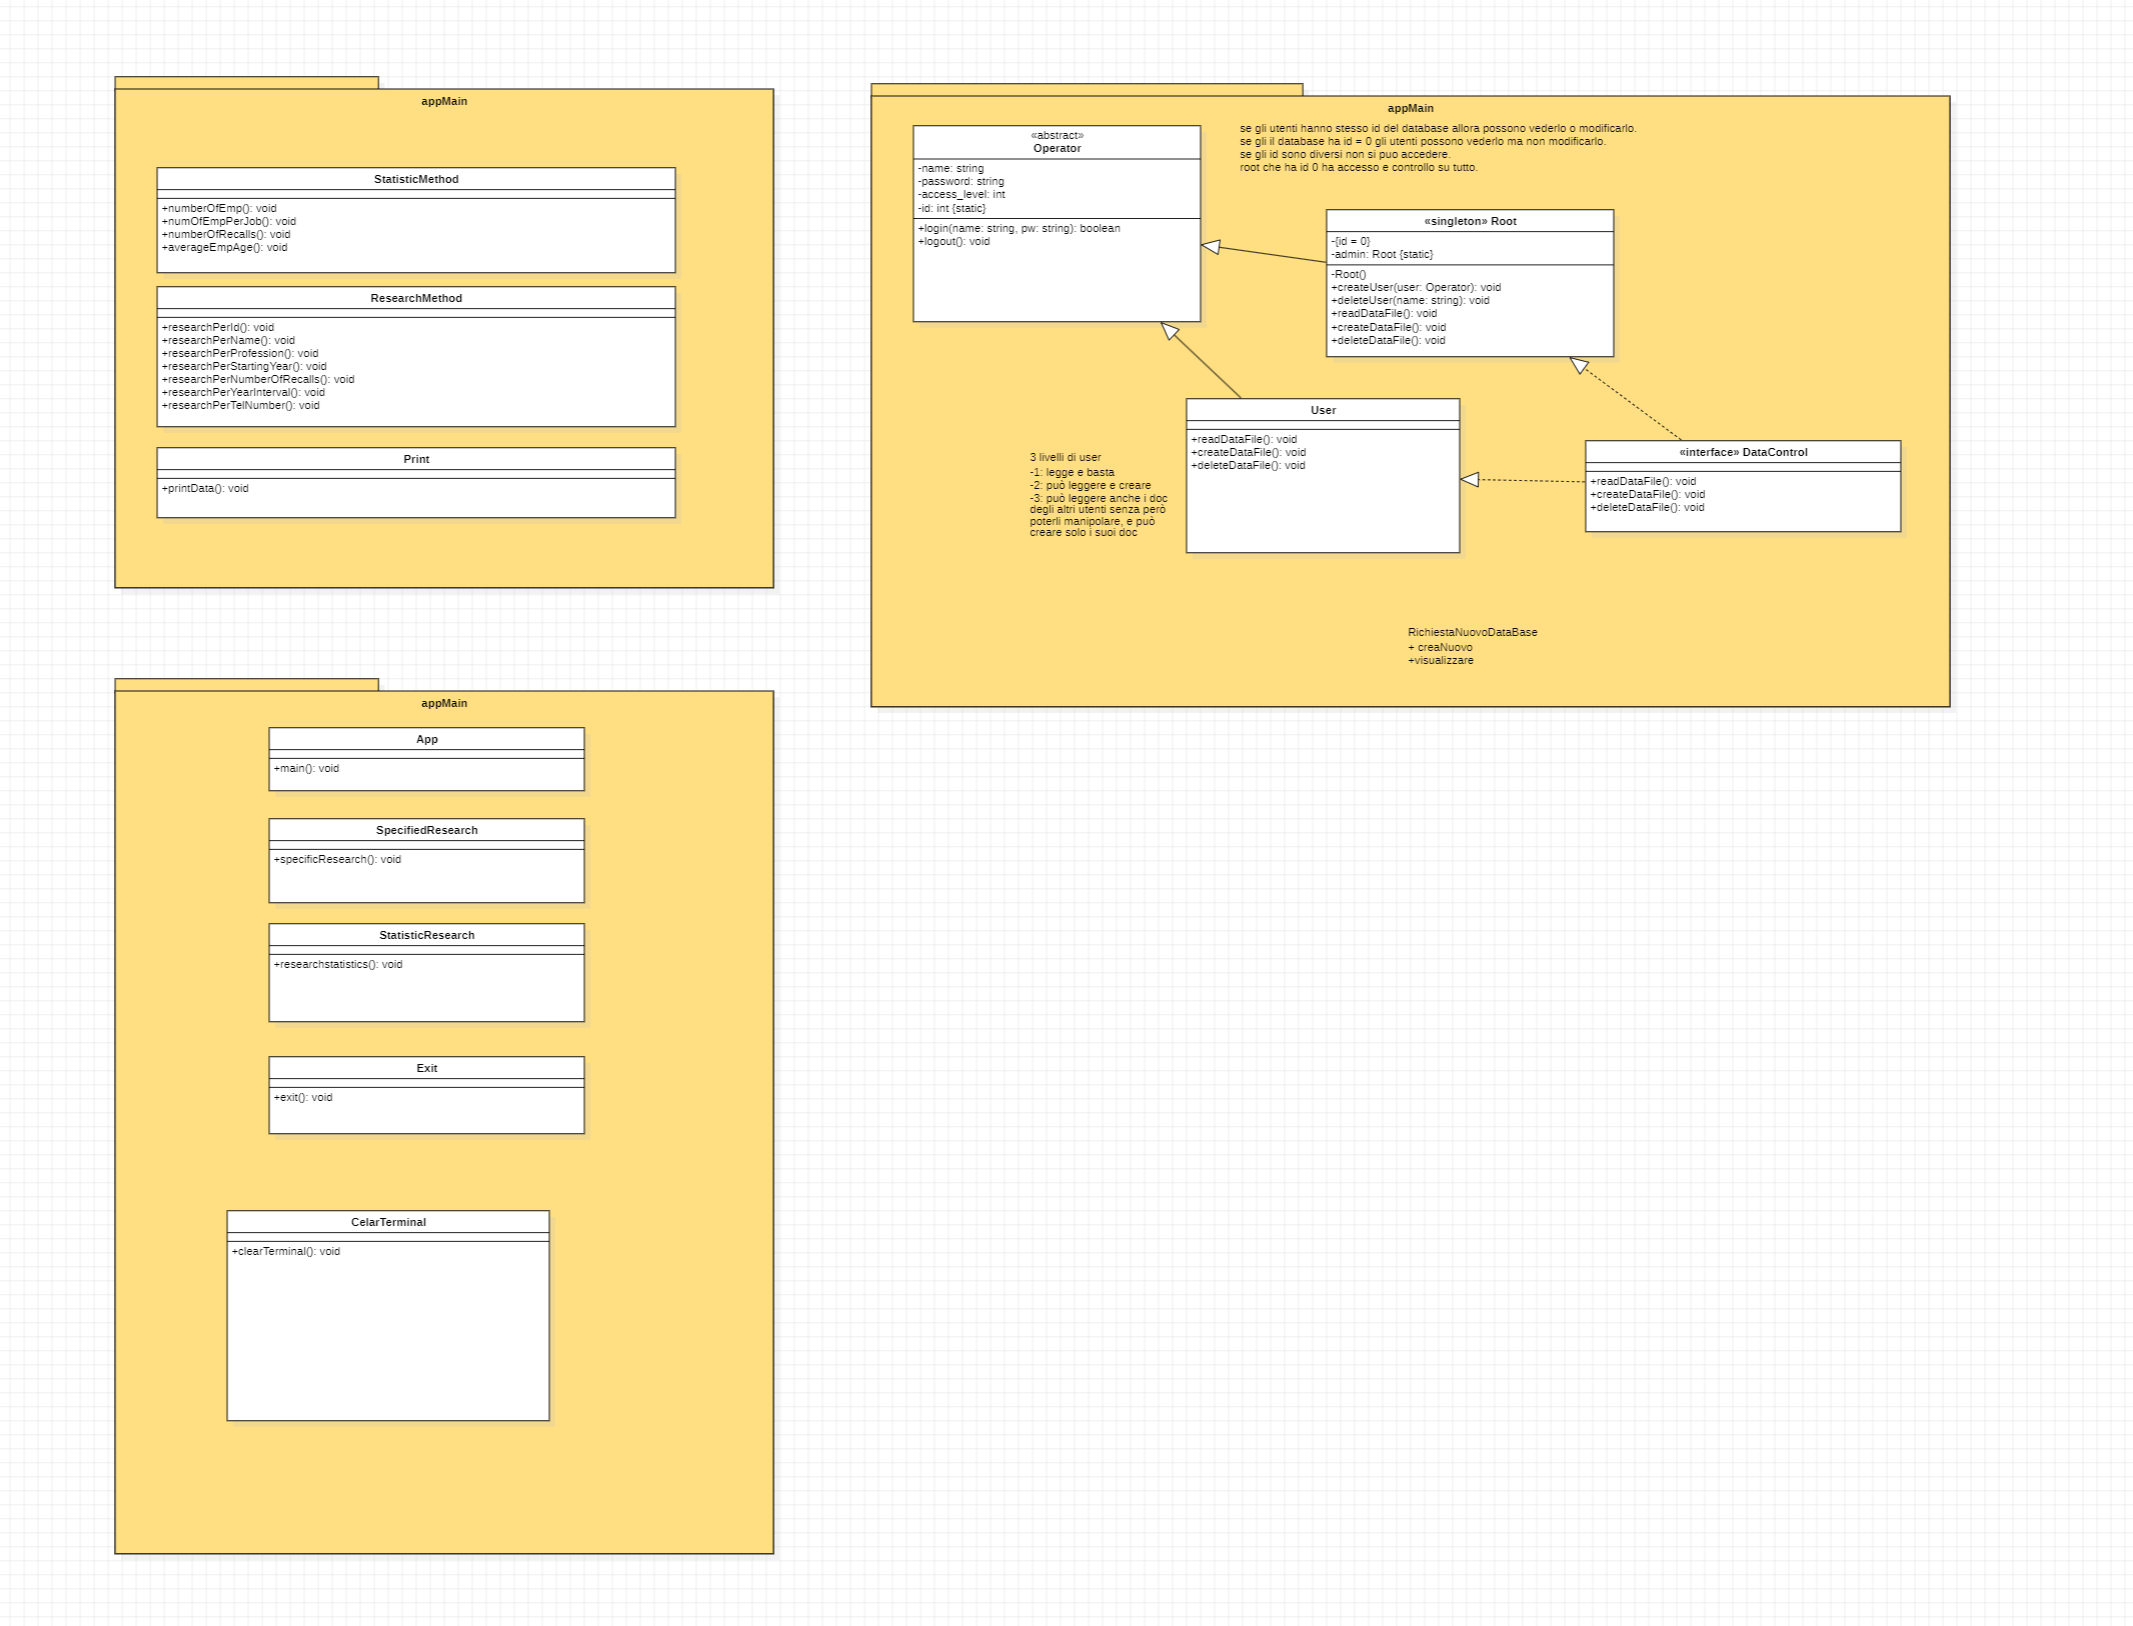 appMain
StatisticMethod
+numberOfEmp(): void
+numOfEmpPerJob(): void
+numberOfRecalls(): void
+averageEmpAge(): void
ResearchMethod
+researchPerId(): void
+researchPerName(): void
+researchPerProfession(): void
+researchPerStartingYear(): void
+researchPerNumberOfRecalls(): void
+researchPerYearInterval(): void
+researchPerTelNumber(): void
Print
+printData(): void
appMain
«abstract»
Operator
-name: string
-password: string
-access_level: int
-id: int {static}
+login(name: string, pw: string): boolean
+logout(): void
se gli utenti hanno stesso id del database allora possono vederlo o modificarlo.
se gli il database ha id = 0 gli utenti possono vederlo ma non modificarlo.
se gli id sono diversi non si puo accedere.
root che ha id 0 ha accesso e controllo su tutto.
«singleton» Root
-{id = 0}
-admin: Root {static}
-Root()
+createUser(user: Operator): void
+deleteUser(name: string): void
+readDataFile(): void
+createDataFile(): void
+deleteDataFile(): void
User
+readDataFile(): void
+createDataFile(): void
+deleteDataFile(): void
3 livelli di user
-1: legge e basta
-2: può leggere e creare
-3: può leggere anche i doc
degli altri utenti senza però
poterli manipolare, e può
creare solo i suoi doc
«interface» DataControl
+readDataFile(): void
+createDataFile(): void
+deleteDataFile(): void
RichiestaNuovoDataBase
+ creaNuovo
+visualizzare
appMain
App
+main(): void
SpecifiedResearch
+specificResearch(): void
StatisticResearch
+researchstatistics(): void
Exit
+exit(): void
CelarTerminal
+clearTerminal(): void